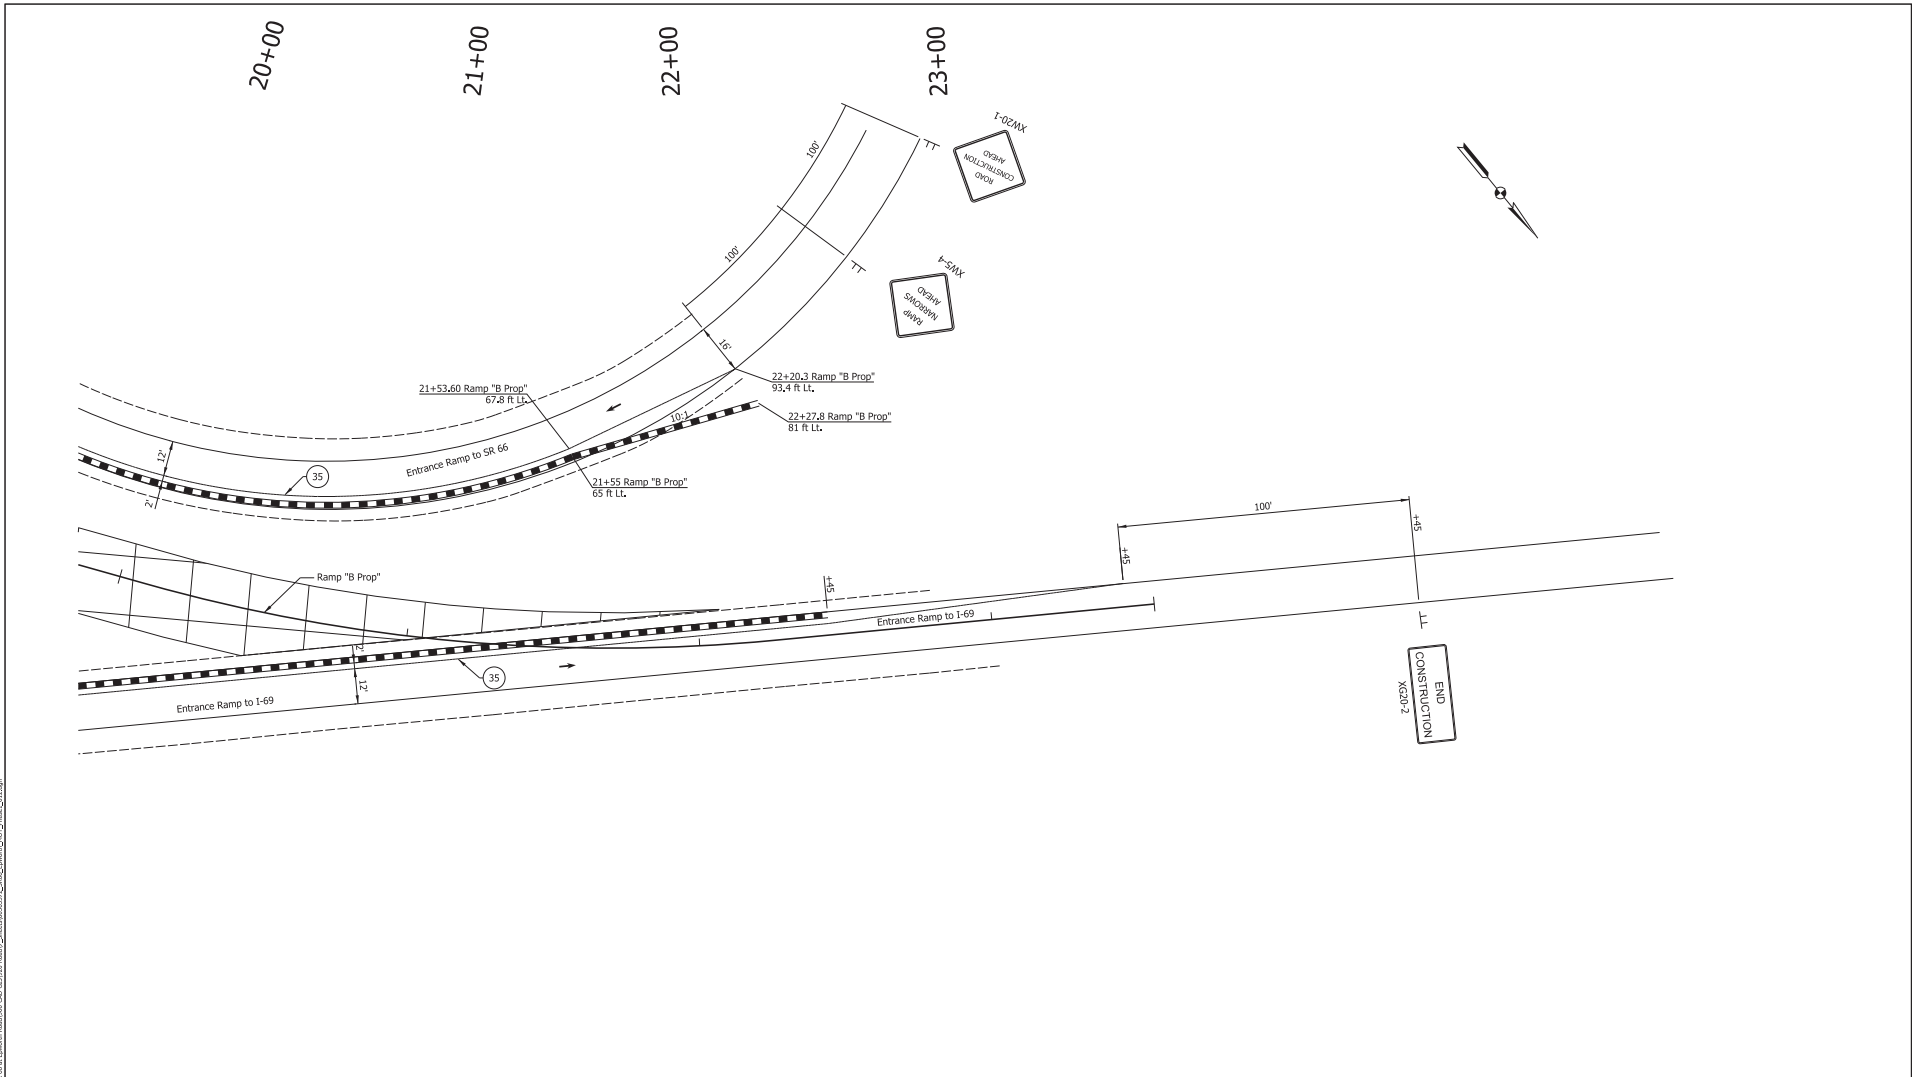 20+00
21+00
22+00
23+00
XW20-1
ROAD
CONSTRUCTION
AHEAD
100'
100'
XW5-4
RAMP
NARROWS
AHEAD
16'
21+53.60 Ramp "B Prop"
67.8 ft Lt.
22+20.3 Ramp "B Prop"
93.4 ft Lt.
10:1
22+27.8 Ramp "B Prop"
81 ft Lt.
12'
Entrance Ramp to SR 66
35
2'
21+55 Ramp "B Prop"
65 ft Lt.
100'
+45
+45
+45
Ramp "B Prop"
Entrance Ramp to I-69
2'
12'
35
Entrance Ramp to I-69
END
CONSTRUCTION
XG20-2